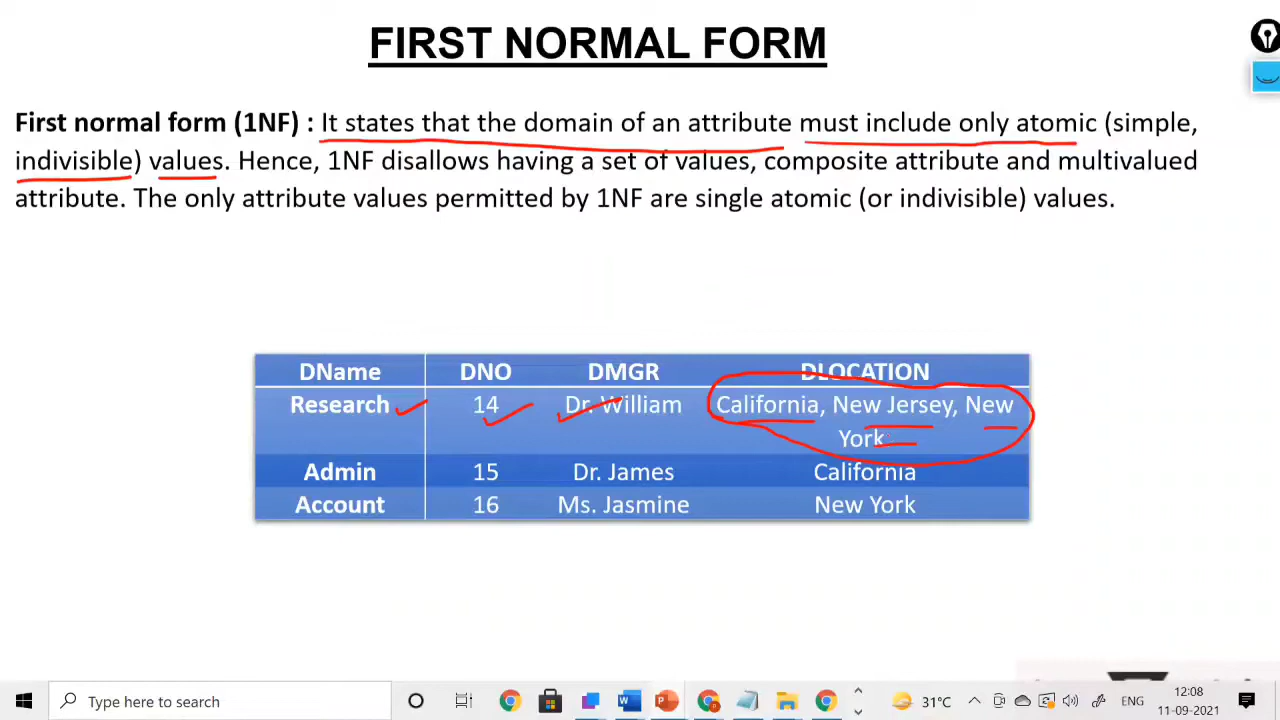 FIRST NORMAL FORM
First normal form (1NF) : It states that the domain of an attribute must include only atomic (simple,
indivisible) values. Hence, 1NF disallows having a set of values, composite attribute and multivalued
attribute. The only attribute values permitted by 1NF are single atomic (or indivisible) values.
DName DNO DMGR DLOCATION
Research 14 Dr. William California, New Jersey, New
York
Admin 15 Dr. James California
Account 16 Ms. Jasmine New York
Type here to search
31°C
ENG
12:08
11-09-2021